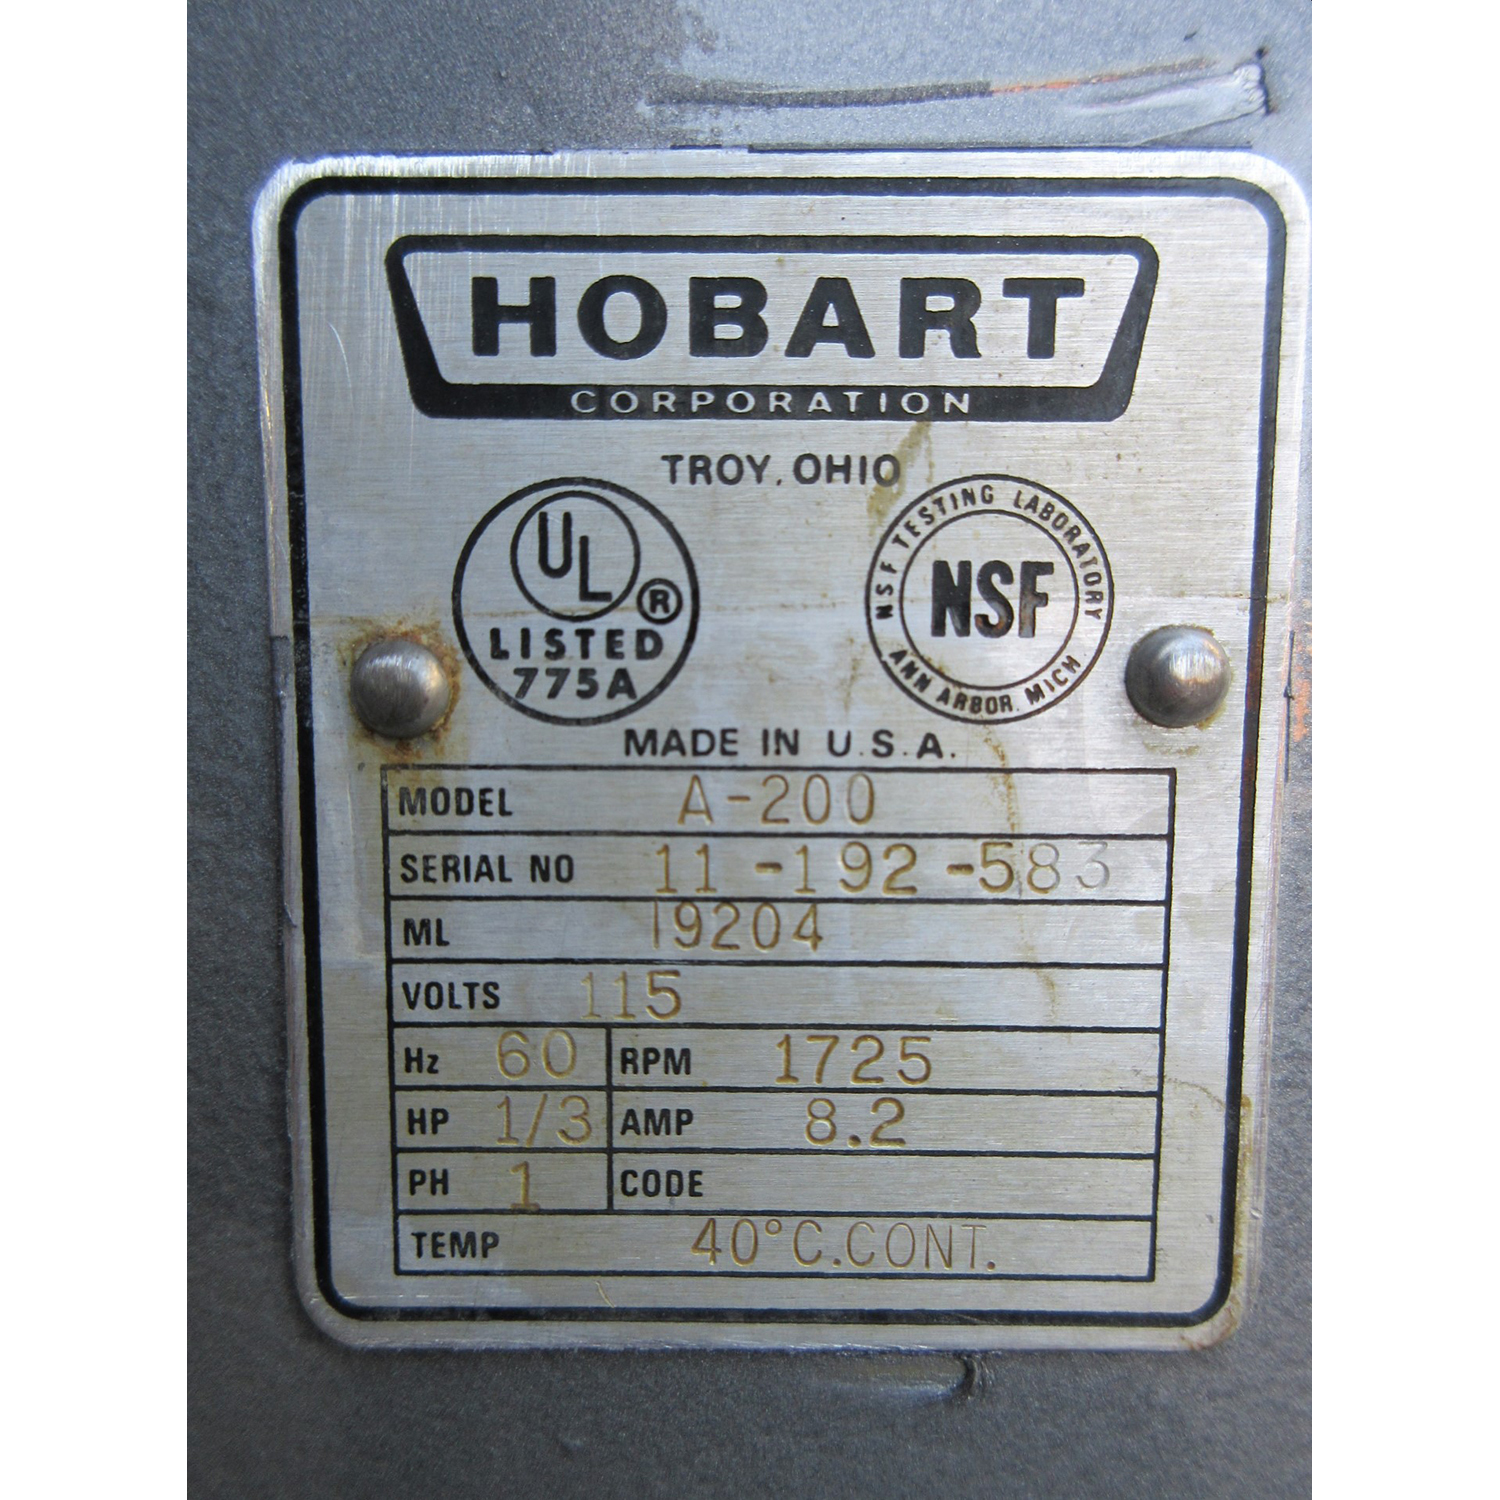 HOBART
CORPORATION
TROY, OHIO
UL ®
LISTED
775A
NSF TESTING LABORATORY
NSF
ANN ARBOR. MICH
MADE IN U.S.A.
MODEL A-200
SERIAL NO 11-192-583
ML 19204
VOLTS 115
Hz 60 RPM 1725
HP 1/3 AMP 8.2
PH 1 CODE
TEMP 40°C.CONT.